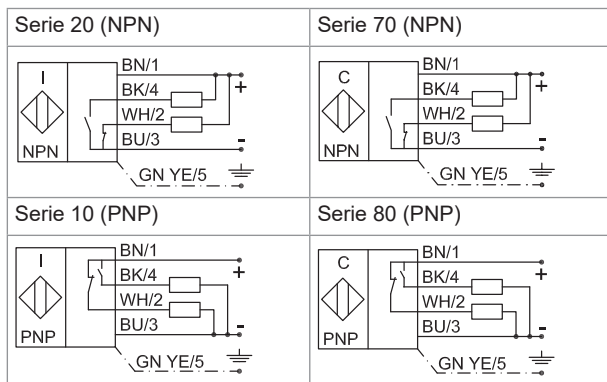 Serie 20 (NPN)
I
NPN
BN/1
BK/4
WH/2
BU/3
GN YE/5
+
-
Serie 70 (NPN)
C
NPN
BN/1
BK/4
WH/2
BU/3
GN YE/5
+
-
Serie 10 (PNP)
I
PNP
BN/1
BK/4
WH/2
BU/3
GN YE/5
+
-
Serie 80 (PNP)
C
PNP
BN/1
BK/4
WH/2
BU/3
GN YE/5
+
-